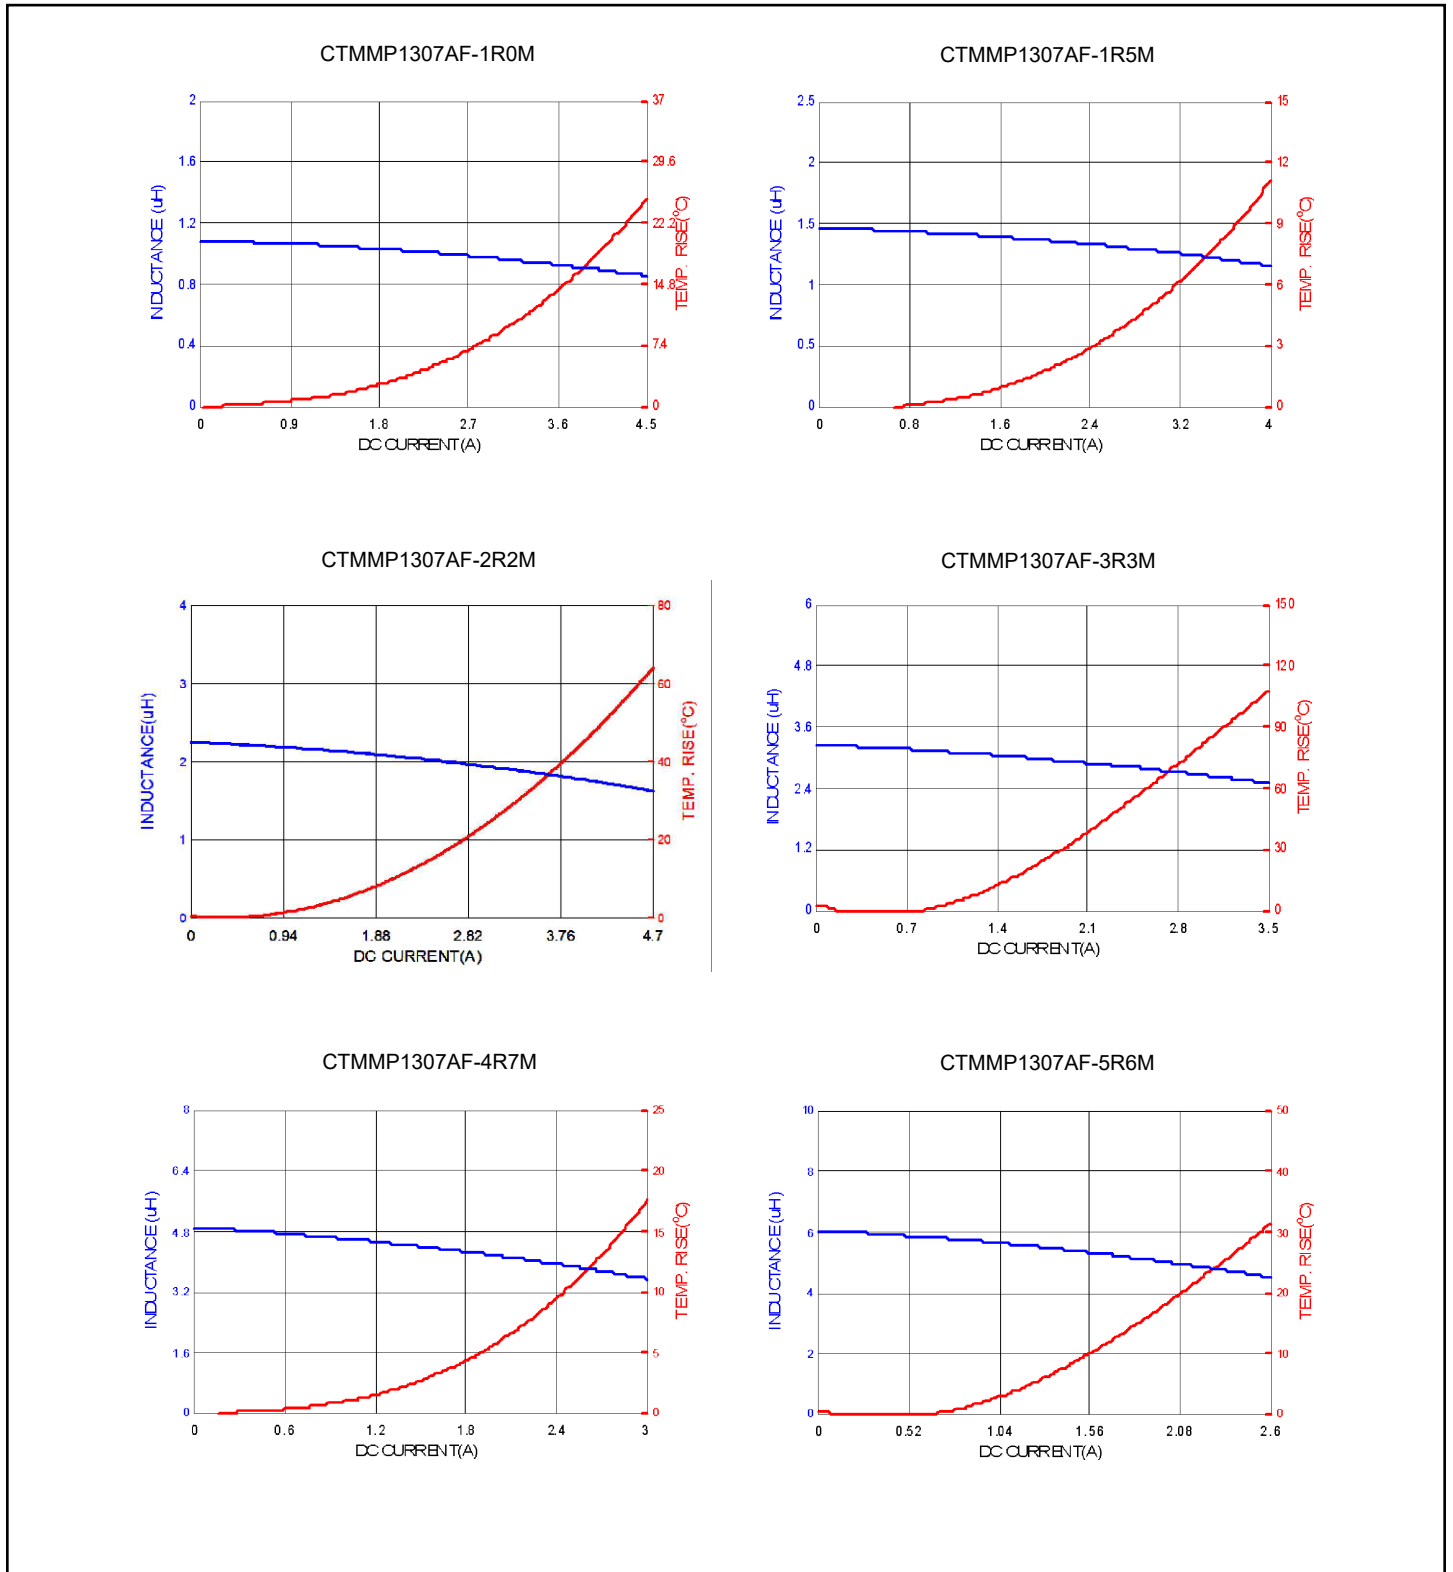 CTMMP1307AF-1R0M
2
1.6
1.2
0.8
0.4
0
INDUCTANCE (uH)
37
29.6
22.2
14.8
7.4
0
TEMP. RISE(°C)
0 0.9 1.8 2.7 3.6 4.5
DC CURRENT(A)
CTMMP1307AF-1R5M
2.5
2
1.5
1
0.5
0
INDUCTANCE (uH)
15
12
9
6
3
0
TEMP. RISE(°C)
0 0.8 1.6 2.4 3.2 4
DC CURRENT(A)
CTMMP1307AF-2R2M
4
3
2
1
0
INDUCTANCE(uH)
80
60
40
20
0
TEMP. RISE(°C)
0 0.94 1.88 2.82 3.76 4.7
DC CURRENT(A)
CTMMP1307AF-3R3M
6
4.8
3.6
2.4
1.2
0
INDUCTANCE (uH)
150
120
90
60
30
0
TEMP. RISE(°C)
0 0.7 1.4 2.1 2.8 3.5
DC CURRENT(A)
CTMMP1307AF-4R7M
8
6.4
4.8
3.2
1.6
0
INDUCTANCE (uH)
25
20
15
10
5
0
TEMP. RISE(°C)
0 0.6 1.2 1.8 2.4 3
DC CURRENT(A)
CTMMP1307AF-5R6M
10
8
6
4
2
0
INDUCTANCE (uH)
50
40
30
20
10
0
TEMP. RISE(°C)
0 0.52 1.04 1.56 2.08 2.6
DC CURRENT(A)